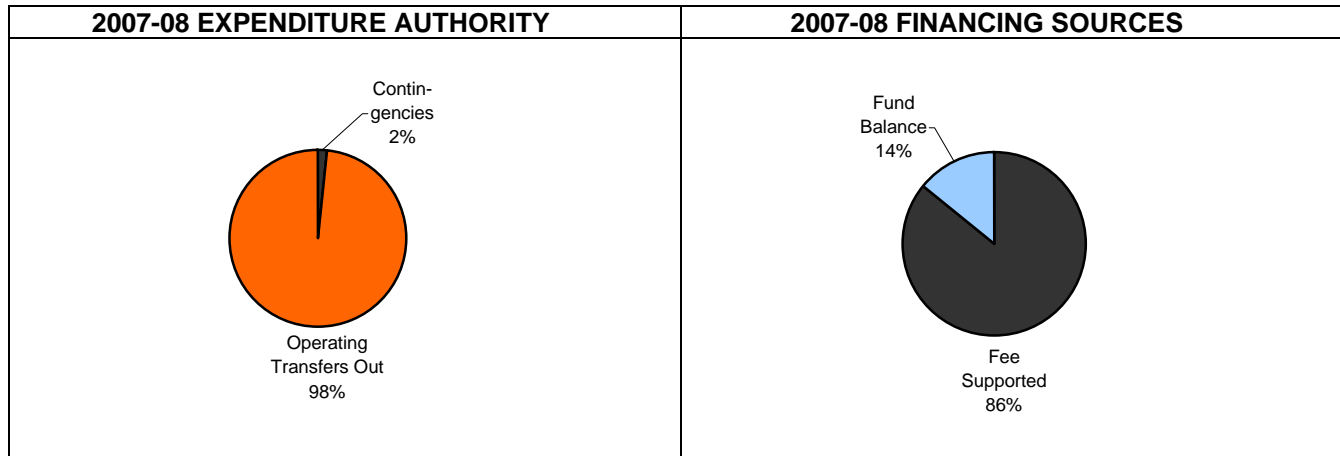 2007-08 EXPENDITURE AUTHORITY
Contin-
gencies
2%
Operating
Transfers Out
98%
2007-08 FINANCING SOURCES
Fund
Balance
14%
Fee
Supported
86%